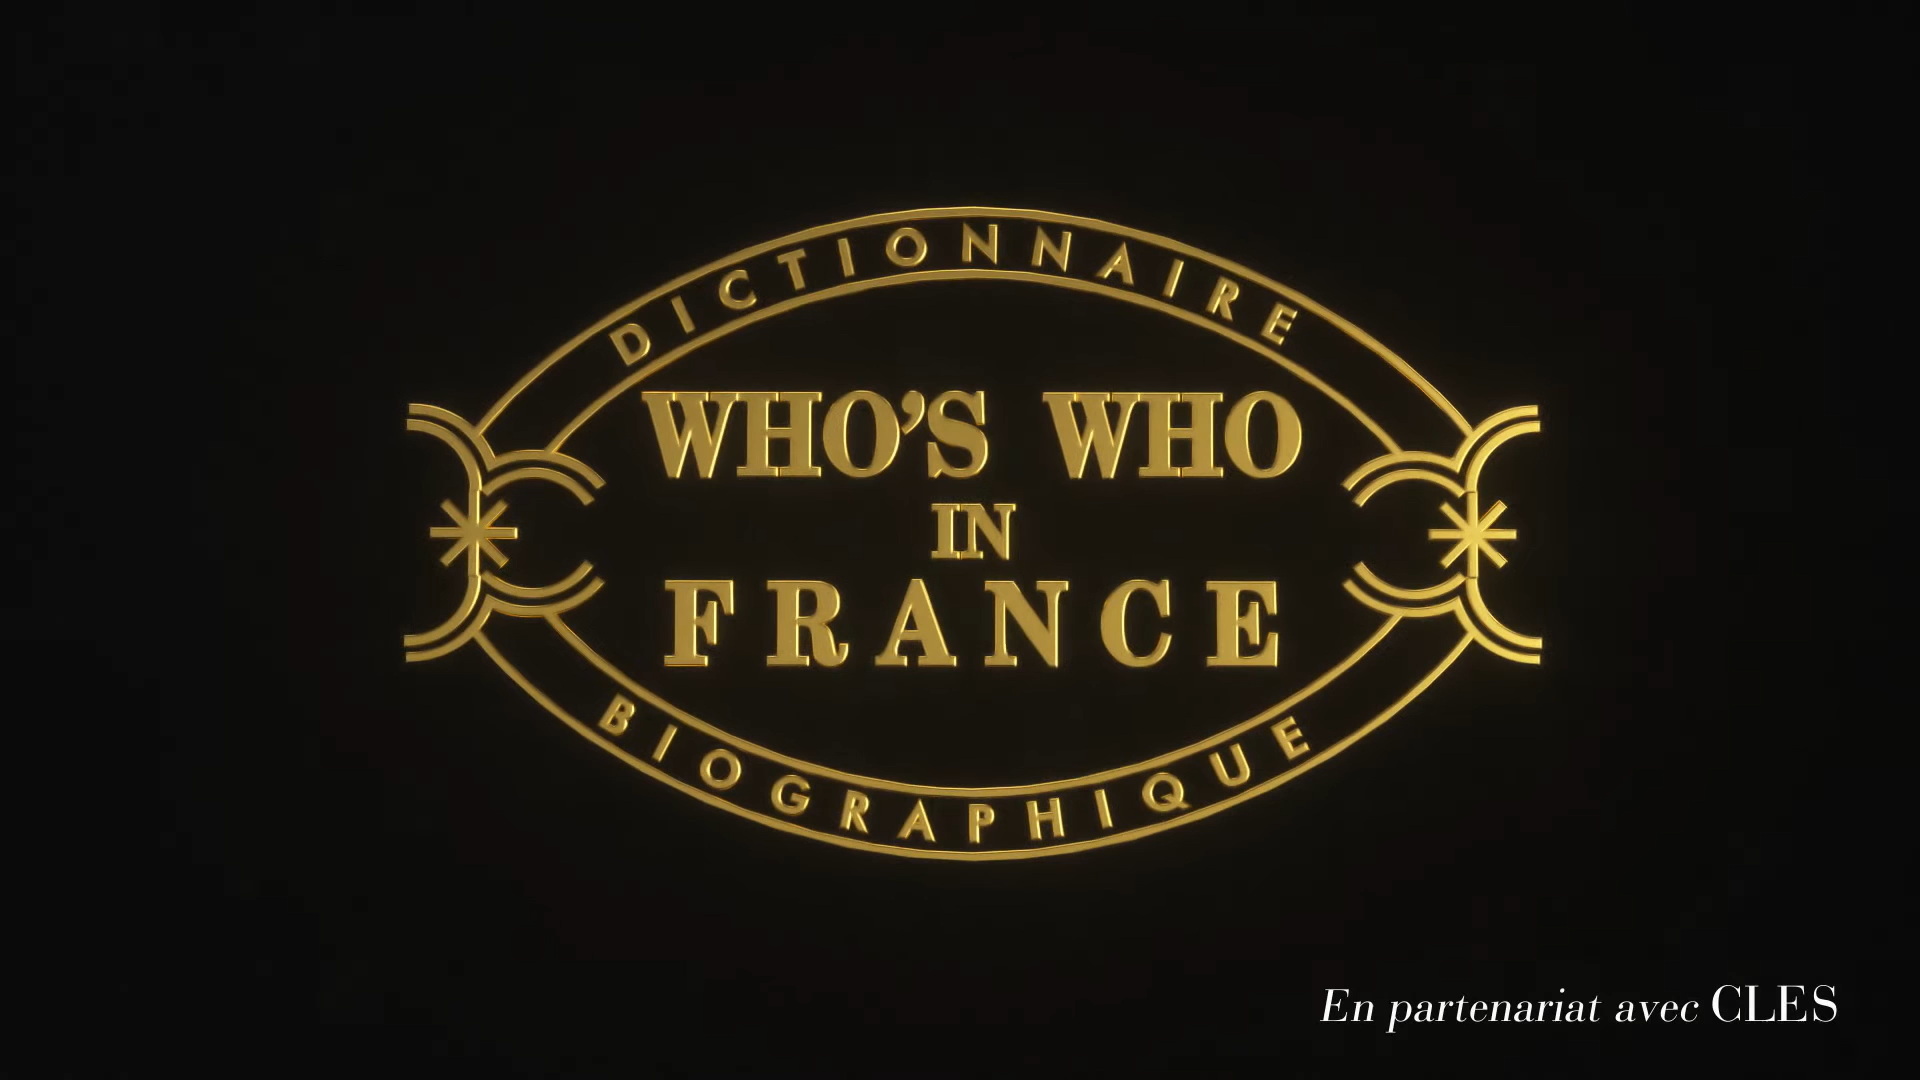 DICTIONNAIRE
WHO'S WHO
IN
FRANCE
BIOGRAPHIQUE
En partenariat avec CLES